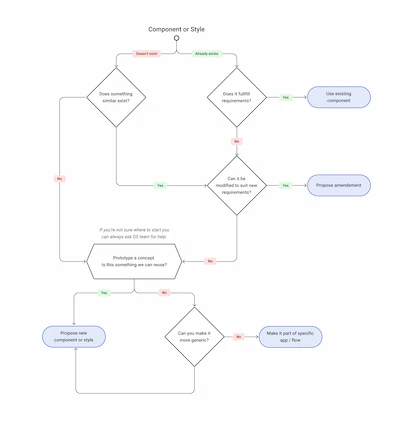 Component or Style
Doesn't exist
Already exists
Does something
similar exist?
Does it fullfill
requirements?
Yes
Use existing
component
No
No
Can it be
modified to suit new
requirements?
Yes
Yes
Propose amendement
If you're not sure where to start you
can always ask DS team for help
Prototype a concept
Is this something we can reuse?
No
Yes
No
Propose new
component or style
Can you make it
more generic?
No
Make it part of specific
app / flow